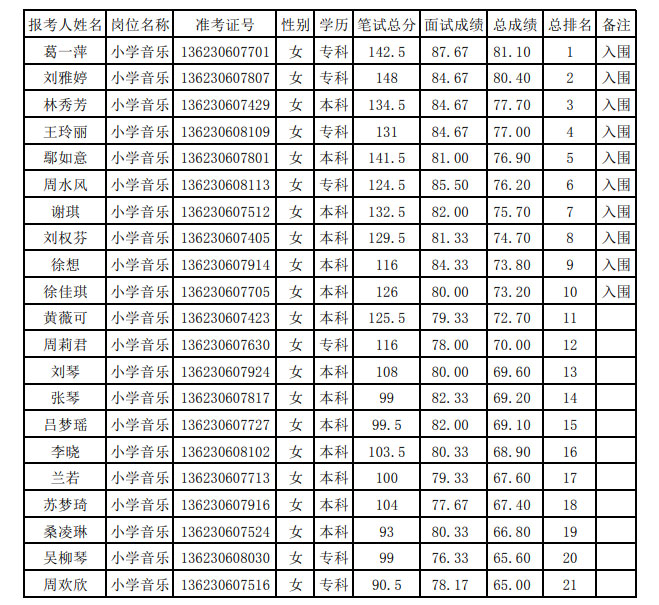 报考人姓名 岗位名称 准考证号 性别 学历 笔试总分 面试成绩 总成绩 总排名 备注
葛一萍 小学音乐 136230607701 女 专科 142.5 87.67 81.10 1 入围
刘雅婷 小学音乐 136230607807 女 专科 148 84.67 80.40 2 入围
林秀芳 小学音乐 136230607429 女 本科 134.5 84.67 77.70 3 入围
王玲丽 小学音乐 136230608109 女 专科 131 84.67 77.00 4 入围
鄢如意 小学音乐 136230607801 女 本科 141.5 81.00 76.90 5 入围
周水风 小学音乐 136230608113 女 专科 124.5 85.50 76.20 6 入围
谢琪 小学音乐 136230607512 女 本科 132.5 82.00 75.70 7 入围
刘权芬 小学音乐 136230607405 女 本科 129.5 81.33 74.70 8 入围
徐想 小学音乐 136230607914 女 本科 116 84.33 73.80 9 入围
徐佳琪 小学音乐 136230607705 女 本科 126 80.00 73.20 10 入围
黄薇可 小学音乐 136230607423 女 本科 125.5 79.33 72.70 11
周莉君 小学音乐 136230607630 女 专科 116 78.00 70.00 12
刘琴 小学音乐 136230607924 女 本科 108 80.00 69.60 13
张琴 小学音乐 136230607817 女 本科 99 82.33 69.20 14
吕梦瑶 小学音乐 136230607727 女 本科 99.5 82.00 69.10 15
李晓 小学音乐 136230608102 女 本科 103.5 80.33 68.90 16
兰若 小学音乐 136230607713 女 本科 100 79.33 67.60 17
苏梦琦 小学音乐 136230607916 女 本科 104 77.67 67.40 18
桑凌琳 小学音乐 136230607524 女 本科 93 80.33 66.80 19
吴柳琴 小学音乐 136230608030 女 专科 99 76.33 65.60 20
周欢欣 小学音乐 136230607516 女 专科 90.5 78.17 65.00 21